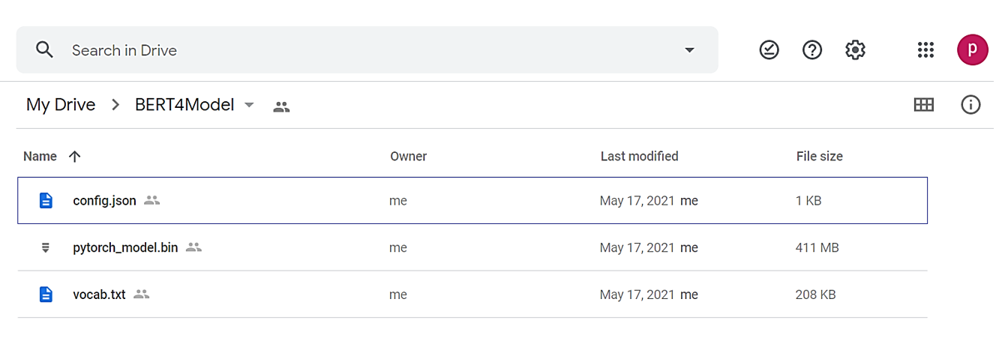 Search in Drive
p
My Drive > BERT4Model
Name Owner Last modified File size
config.json me May 17, 2021 me 1 KB
pytorch_model.bin me May 17, 2021 me 411 MB
vocab.txt me May 17, 2021 me 208 KB